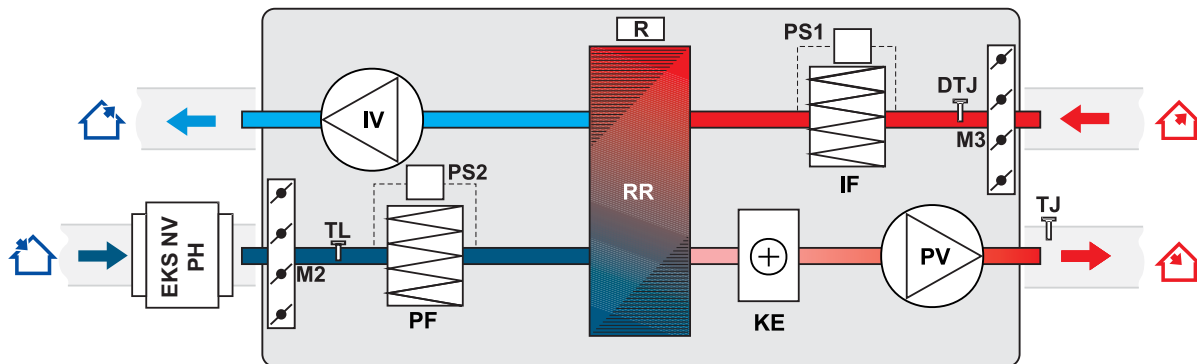 R
PS1
DTJ
IV
M3
PS2
IF
RR
TL
TJ
EKS NV
PH
M2
PV
PF
KE